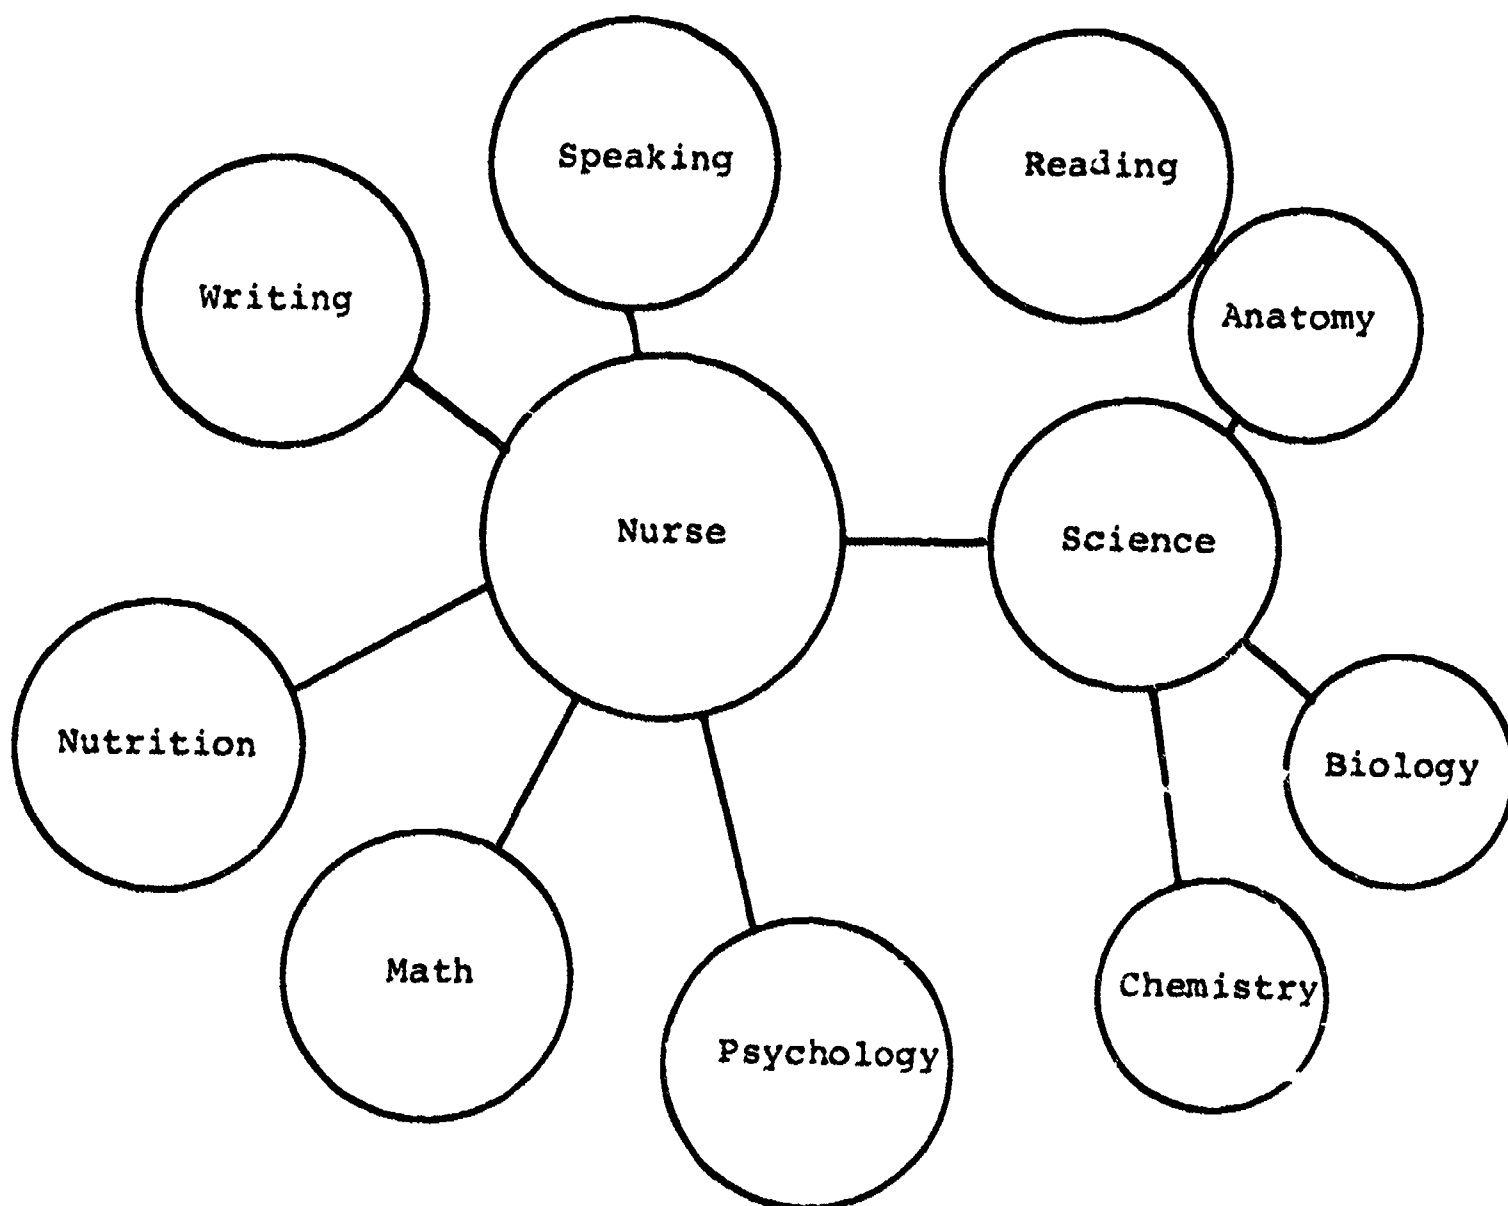 Speaking
Reading
Writing
Anatomy
Nurse
Science
Nutrition
Biology
Math
Chemistry
Psychology